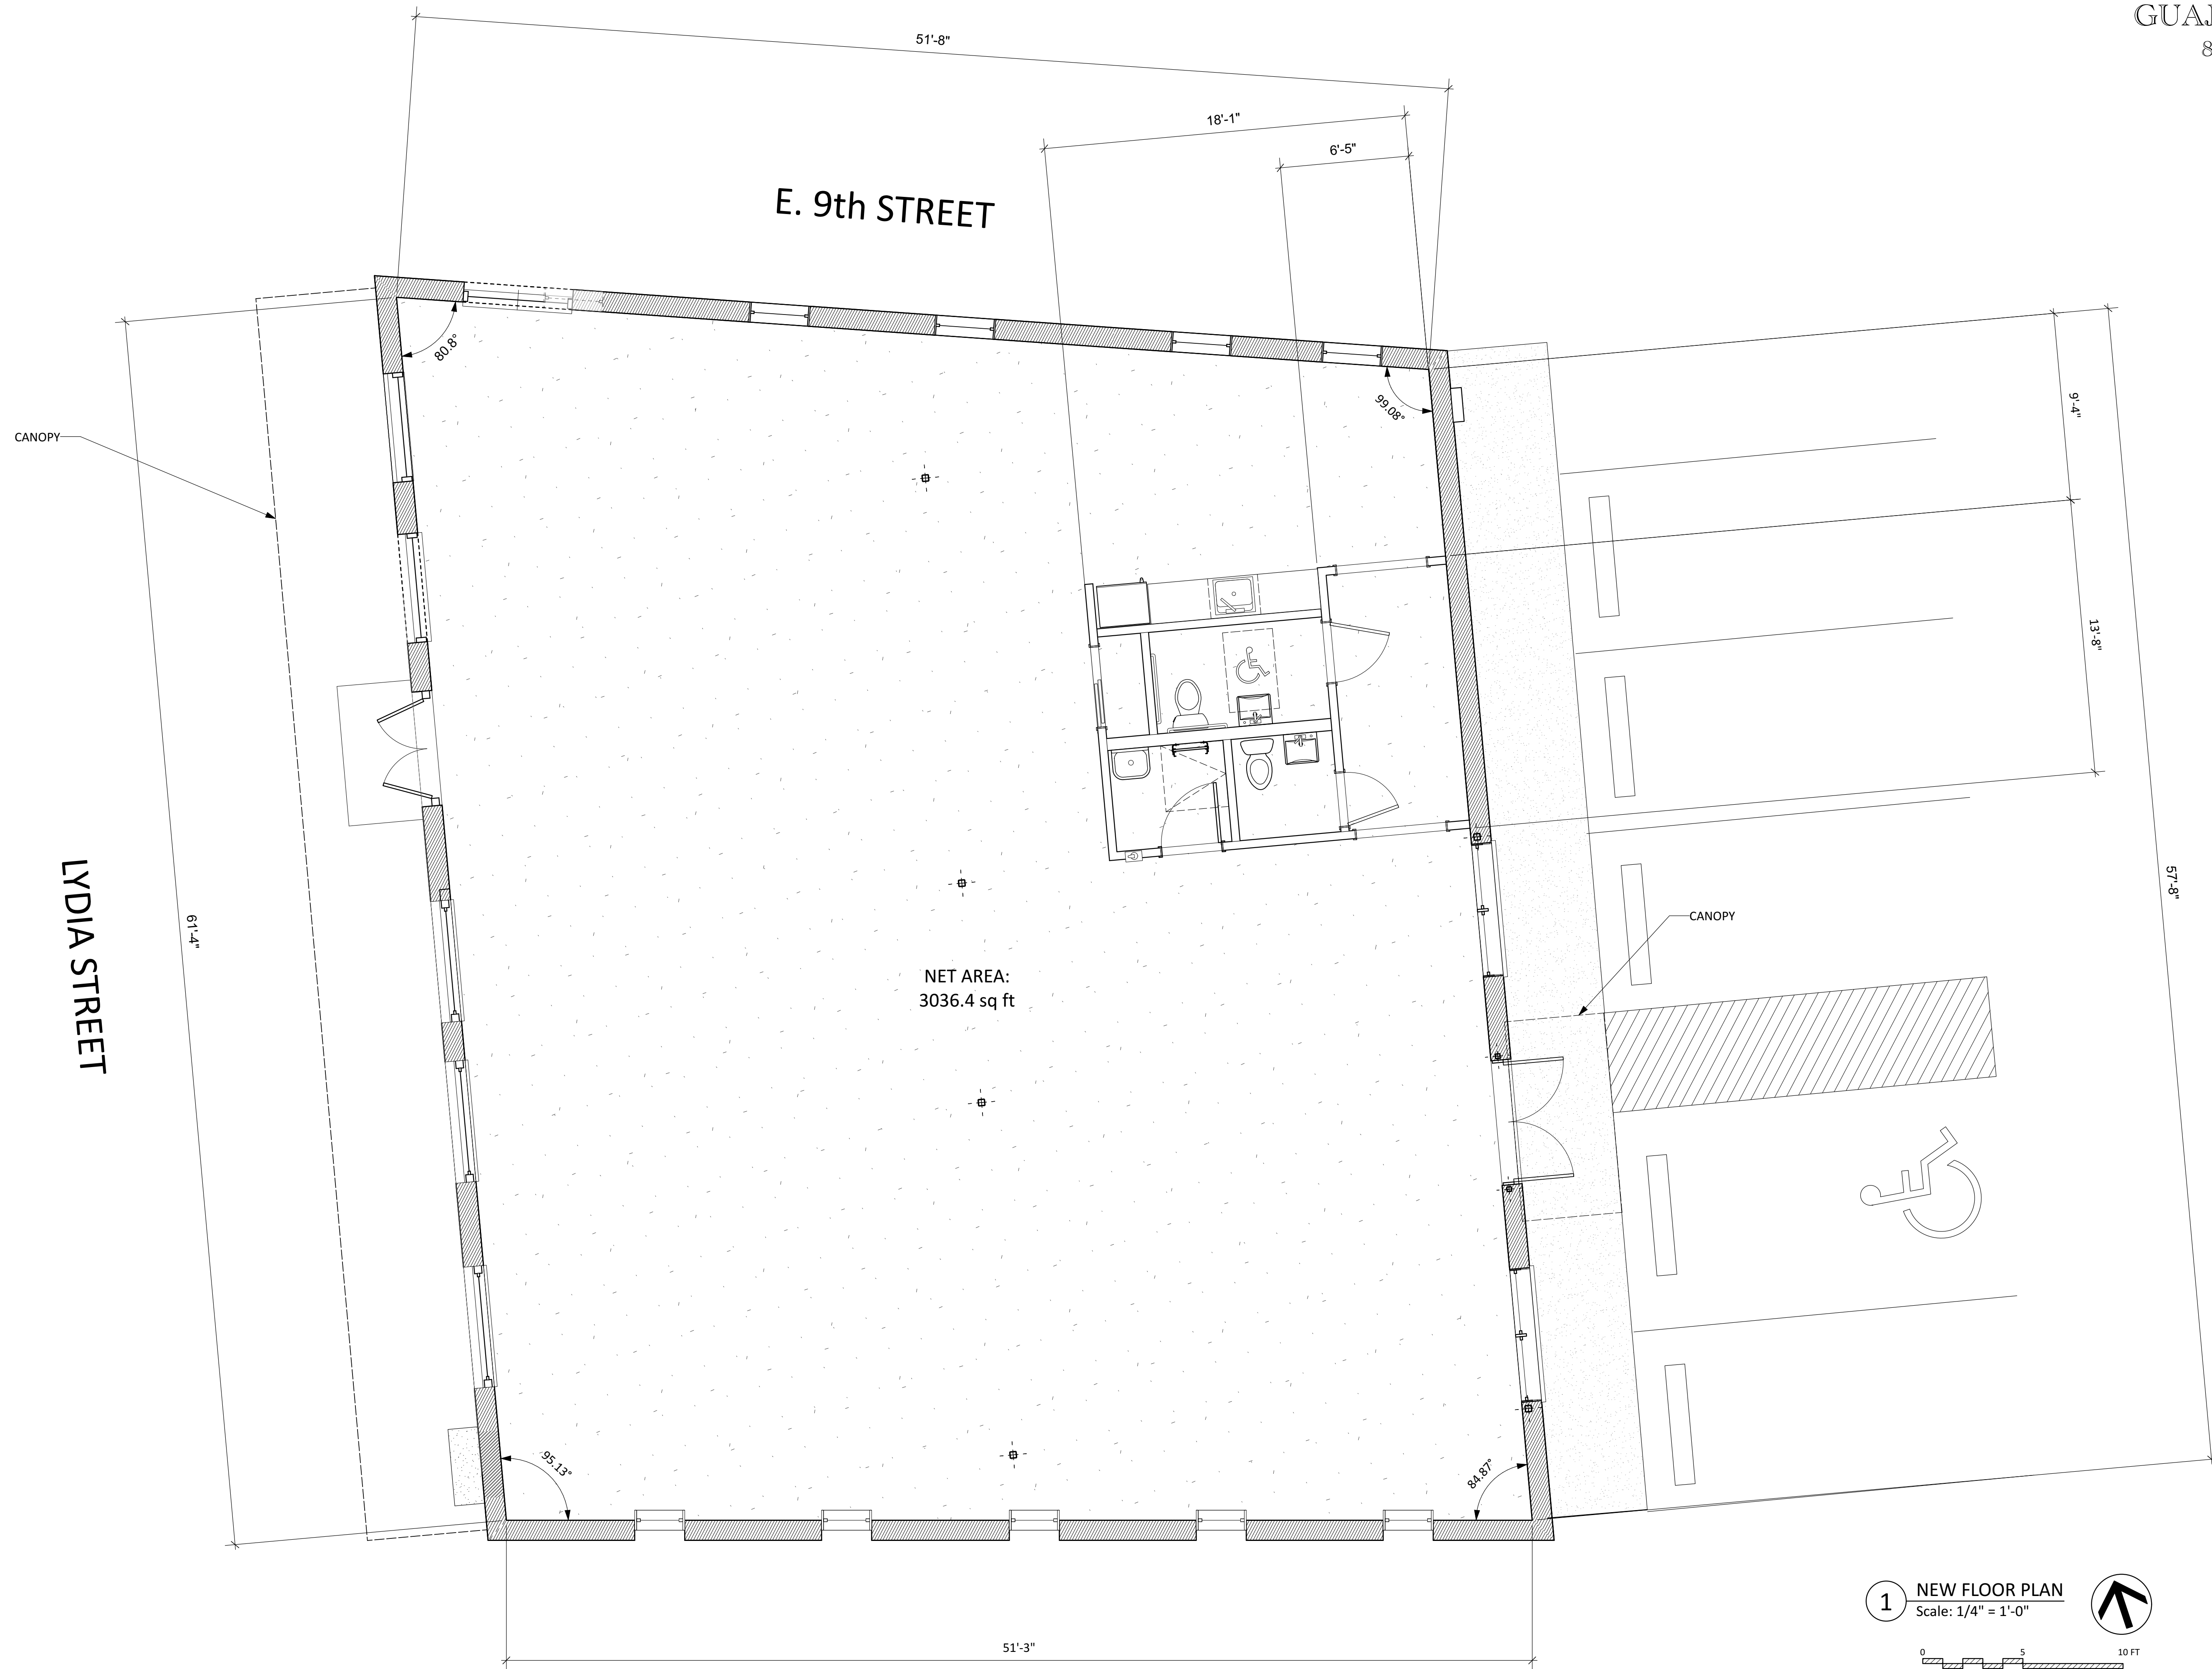 GUAJ
8
51'-8"
18'-1"
6'-5"
E. 9th STREET
80.8°
99.08°
9'-4"
CANOPY
13'-8"
LYDIA STREET
61'-4"
57'-8"
CANOPY
NET AREA:
3036.4 sq ft
95.13°
84.87°
51'-3"
1
NEW FLOOR PLAN
Scale: 1/4" = 1'-0"
0 5 10 FT